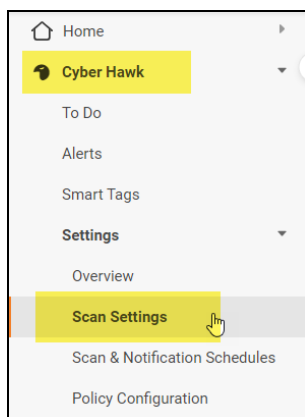 Home
Cyber Hawk
To Do
Alerts
Smart Tags
Settings
Overview
Scan Settings
Scan & Notification Schedules
Policy Configuration